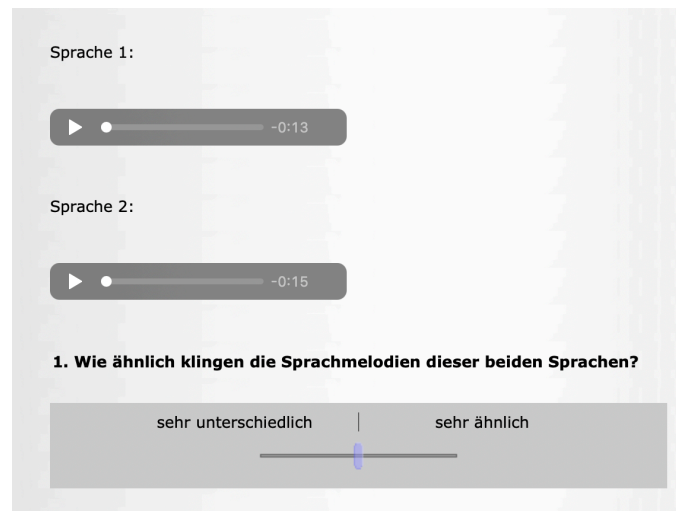 Sprache 1:
-0:13
Sprache 2:
-0:15
1. Wie ähnlich klingen die Sprachmelodien dieser beiden Sprachen?
sehr unterschiedlich | sehr ähnlich